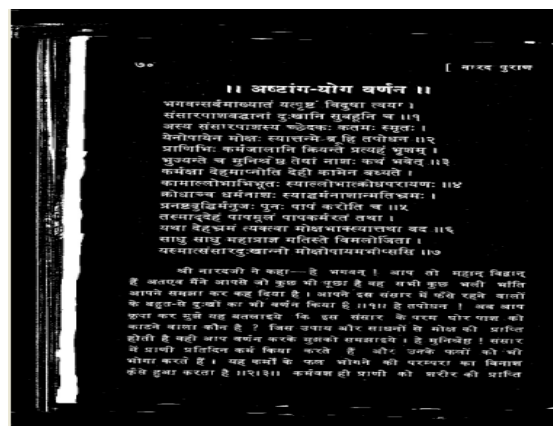 ७० [ नारद पुराण
॥ अष्टांग-योग वर्णन ॥
भगवन्सर्वमाख्यातं यत्पृष्टं विदुषा त्वया ।
संसारपाशबद्धानां दुःखानि सुबहूनि च ॥१
अस्य संसारपाशस्य च्छेदकः कतमः स्मृतः ।
येनोपायेन मोक्षः स्यात्तन्मे ब्रूहि तपोधन ॥२
प्राणिभिः कर्मजालानि क्रियन्ते प्रत्यहं भृशम् ।
भुज्यन्ते च मुनिश्रेष्ठ तेषां नाशः कथं भवेत् ॥३
कर्मक्षा देहमाप्नोति देही कामेन बध्यते ।
कामाल्लोभाभिभूतः स्याल्लोभात्क्रोधपरायणः ॥४
क्रोधाच्च धर्मनाशः स्याद्धर्मनाशान्मतिभ्रमः ।
प्रनष्टबुद्धिर्मनुजः पुनः पापं करोति च ॥५
तस्माद्देहं पापमूलं पापकर्मरतं तथा ।
यथा देहभ्रमं त्यक्त्वा मोक्षभाक्स्यात्तथा वद ॥६
साधु साधु महाप्राज्ञ मतिस्ते विमलोर्जिता ।
यस्मात्संसारदुःखान्नो मोक्षोपायमभीप्ससि ॥७
श्री नारदजी ने कहा—हे भगवन् ! आप तो महान् विद्वान्
हैं अतएव मैंने आपसे जो कुछ भी पूछा है वह सभी कुछ भली भाँति
आपने समझा कर कह दिया है । आपने इस संसार में फँसे रहने वालों
के बहुत-से दुःखों का भी वर्णन किया है ॥१॥ हे तपोधन ! अब आप
कृपा कर मुझे यह बतलाइये कि इस संसार के परम घोर पाश को
काटने वाला कौन है ? जिस उपाय और साधनों से मोक्ष की प्राप्ति
होती है वही आप वर्णन करके मुझको समझाइये । हे मुनिश्रेष्ठ ! संसार
में प्राणी प्रतिदिन कर्म किया करते हैं और उनके फलों को भी
भोगा करते हैं । यह कर्मों के फल भोगने की परम्परा का विनाश
कैसे हुआ करता है ॥२।३॥ कर्मवश ही प्राणी को शरीर की प्राप्ति